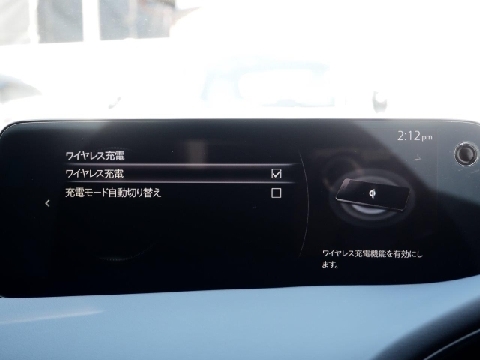 2:12pm
ワイヤレス充電
ワイヤレス充電
充電モード自動切り替え
ワイヤレス充電機能を有効にし
ます。